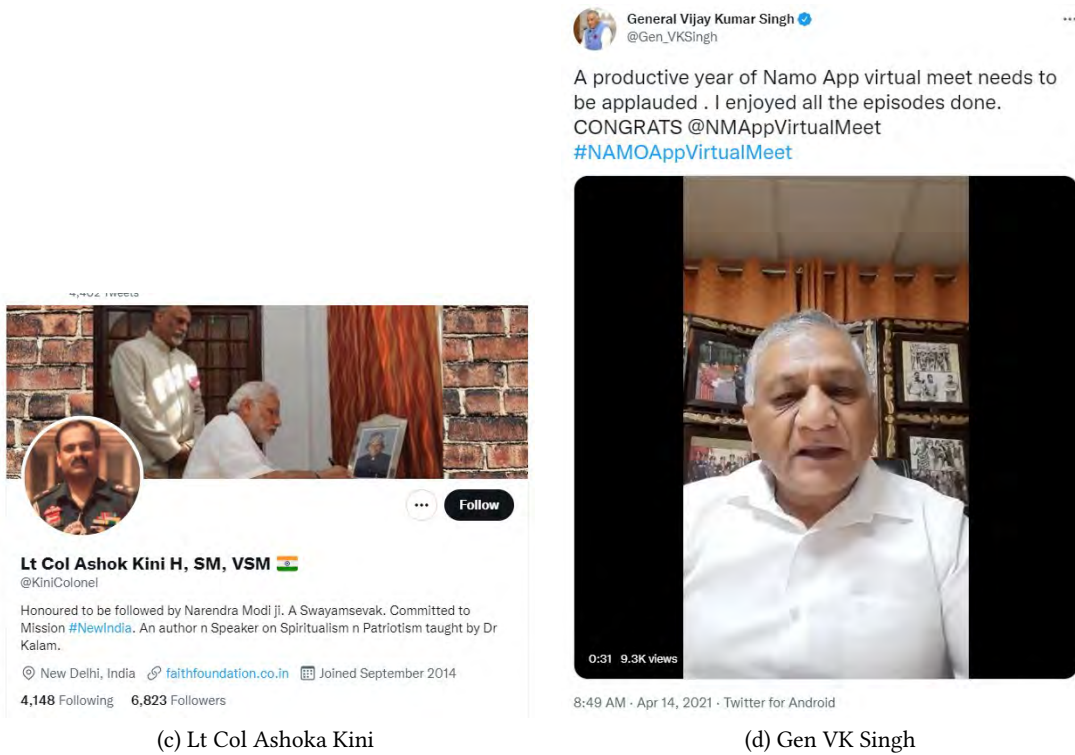 General Vijay Kumar Singh
@Gen_VKSingh
A productive year of Namo App virtual meet needs to
be applauded . I enjoyed all the episodes done.
CONGRATS @NMAppVirtualMeet
#NAMOAppVirtualMeet
0:31 9.3K views
8:49 AM · Apr 14, 2021 · Twitter for Android
(d) Gen VK Singh
4,402 Tweets
Follow
Lt Col Ashok Kini H, SM, VSM
@KiniColonel
Honoured to be followed by Narendra Modi ji. A Swayamsevak. Committed to
Mission #NewIndia. An author n Speaker on Spiritualism n Patriotism taught by Dr
Kalam.
New Delhi, India faithfoundation.co.in Joined September 2014
4,148 Following 6,823 Followers
(c) Lt Col Ashoka Kini